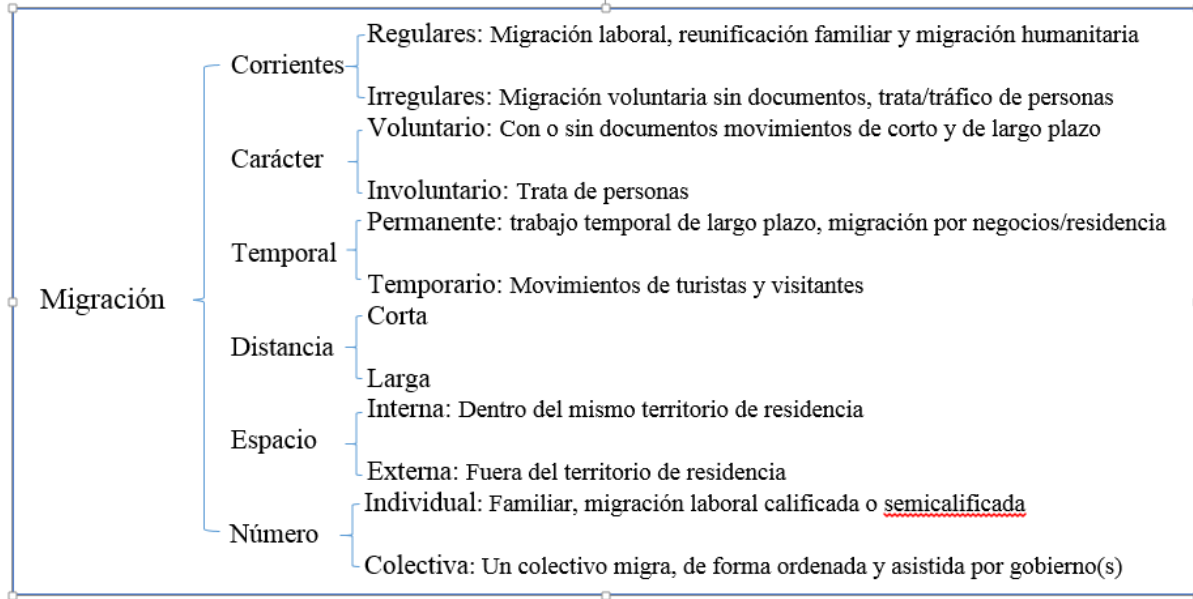 Regulares: Migración laboral, reunificación familiar y migración humanitaria
Corrientes
Irregulares: Migración voluntaria sin documentos, trata/tráfico de personas
Voluntario: Con o sin documentos movimientos de corto y de largo plazo
Carácter
Involuntario: Trata de personas
Permanente: trabajo temporal de largo plazo, migración por negocios/residencia
Temporal
Temporario: Movimientos de turistas y visitantes
Migración
Corta
Distancia
Larga
Interna: Dentro del mismo territorio de residencia
Espacio
Externa: Fuera del territorio de residencia
Individual: Familiar, migración laboral calificada o semicalificada
Número
Colectiva: Un colectivo migra, de forma ordenada y asistida por gobierno(s)